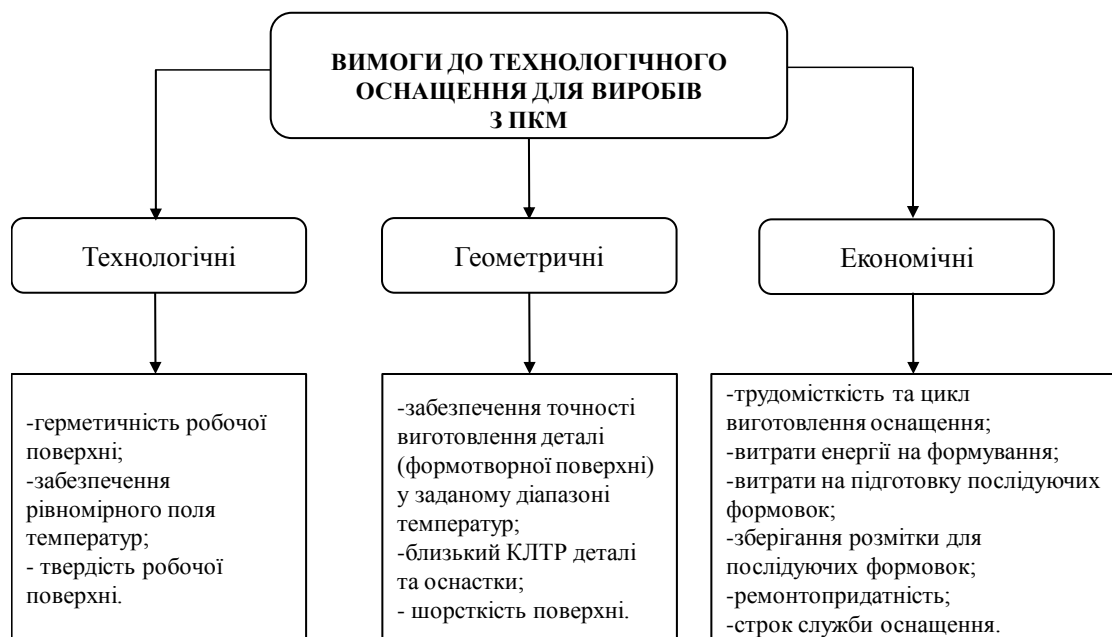 ВИМОГИ ДО ТЕХНОЛОГІЧНОГО
ОСНАЩЕННЯ ДЛЯ ВИРОБІВ
З ПКМ
Технологічні
Геометричні
Економічні
-герметичність робочої
поверхні;
-забезпечення
рівномірного поля
температур;
- твердість робочої
поверхні.
-забезпечення точності
виготовлення деталі
(формотворної поверхні)
у заданому діапазоні
температур;
-близький КЛТР деталі
та оснастки;
- шорсткість поверхні.
-трудомісткість та цикл
виготовлення оснащення;
-витрати енергії на формування;
-витрати на підготовку послідуючих
формовок;
-зберігання розмітки для
послідуючих формовок;
-ремонтопридатність;
-строк служби оснащення.